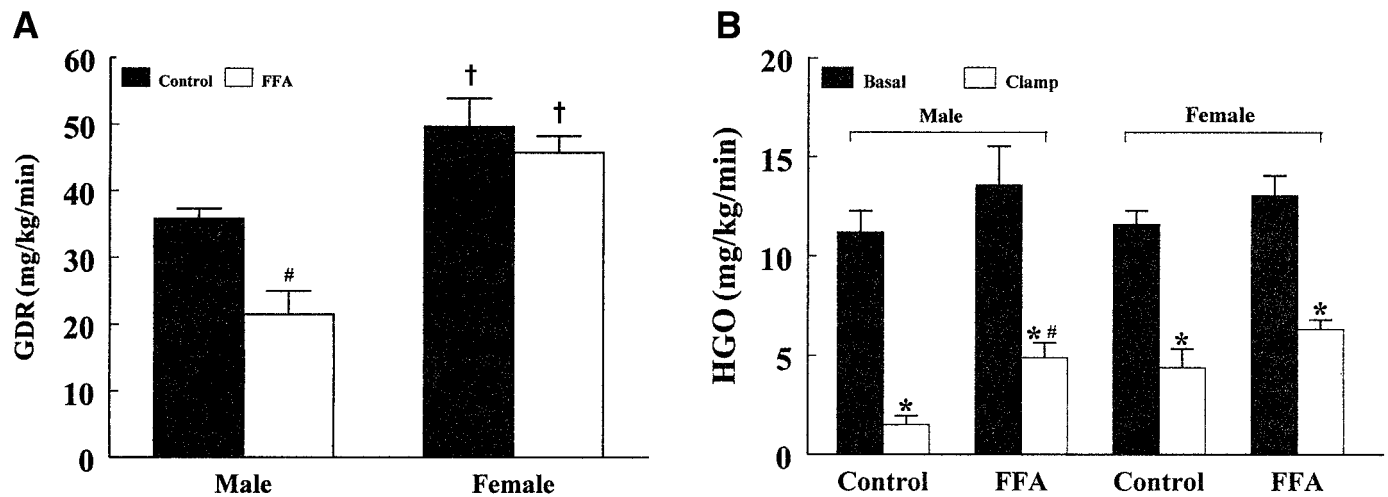 A
GDR (mg/kg/min)
60
50
40
30
20
10
0
Control FFA
#
†
†
Male Female
B
HGO (mg/kg/min)
20
15
10
5
0
Basal Clamp
Male Female
*
* #
*
*
Control FFA Control FFA